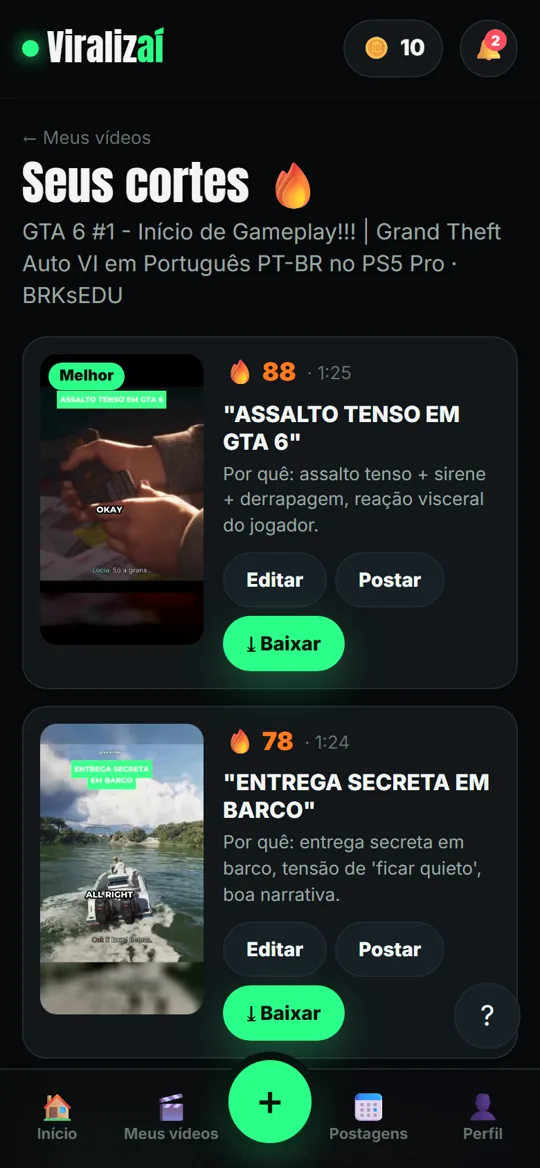 Viralizaí
10
2
← Meus vídeos
Seus cortes 🔥
GTA 6 #1 - Início de Gameplay!!! | Grand Theft
Auto VI em Português PT-BR no PS5 Pro ·
BRKsEDU
Melhor
ASSALTO TENSO EM GTA 6
OKAY
Lucia: Só a grana.
🔥 88 · 1:25
"ASSALTO TENSO EM
GTA 6"
Por quê: assalto tenso + sirene
+ derrapagem, reação visceral
do jogador.
Editar
Postar
⤓ Baixar
ENTREGA SECRETA
EM BARCO
ALL RIGHT
🔥 78 · 1:24
"ENTREGA SECRETA EM
BARCO"
Por quê: entrega secreta em
barco, tensão de 'ficar quieto',
boa narrativa.
Editar
Postar
⤓ Baixar
?
+
Início
Meus vídeos
Postagens
Perfil